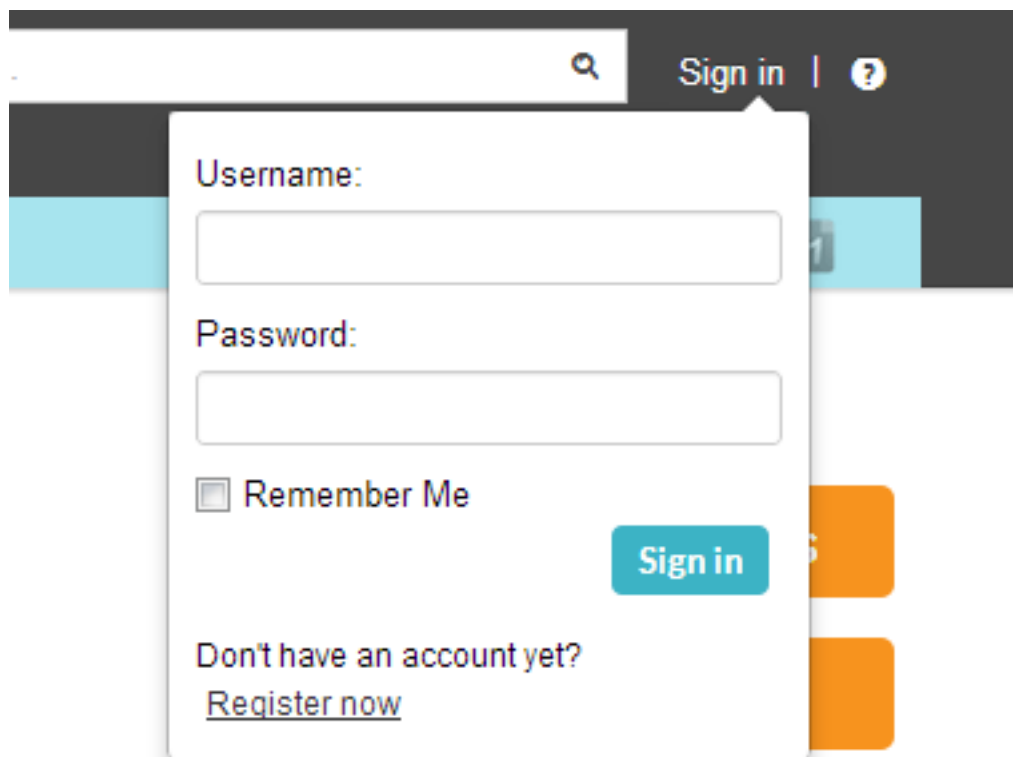 Sign in | ?
Username:
Password:
Remember Me
Sign in
Don't have an account yet?
Register now